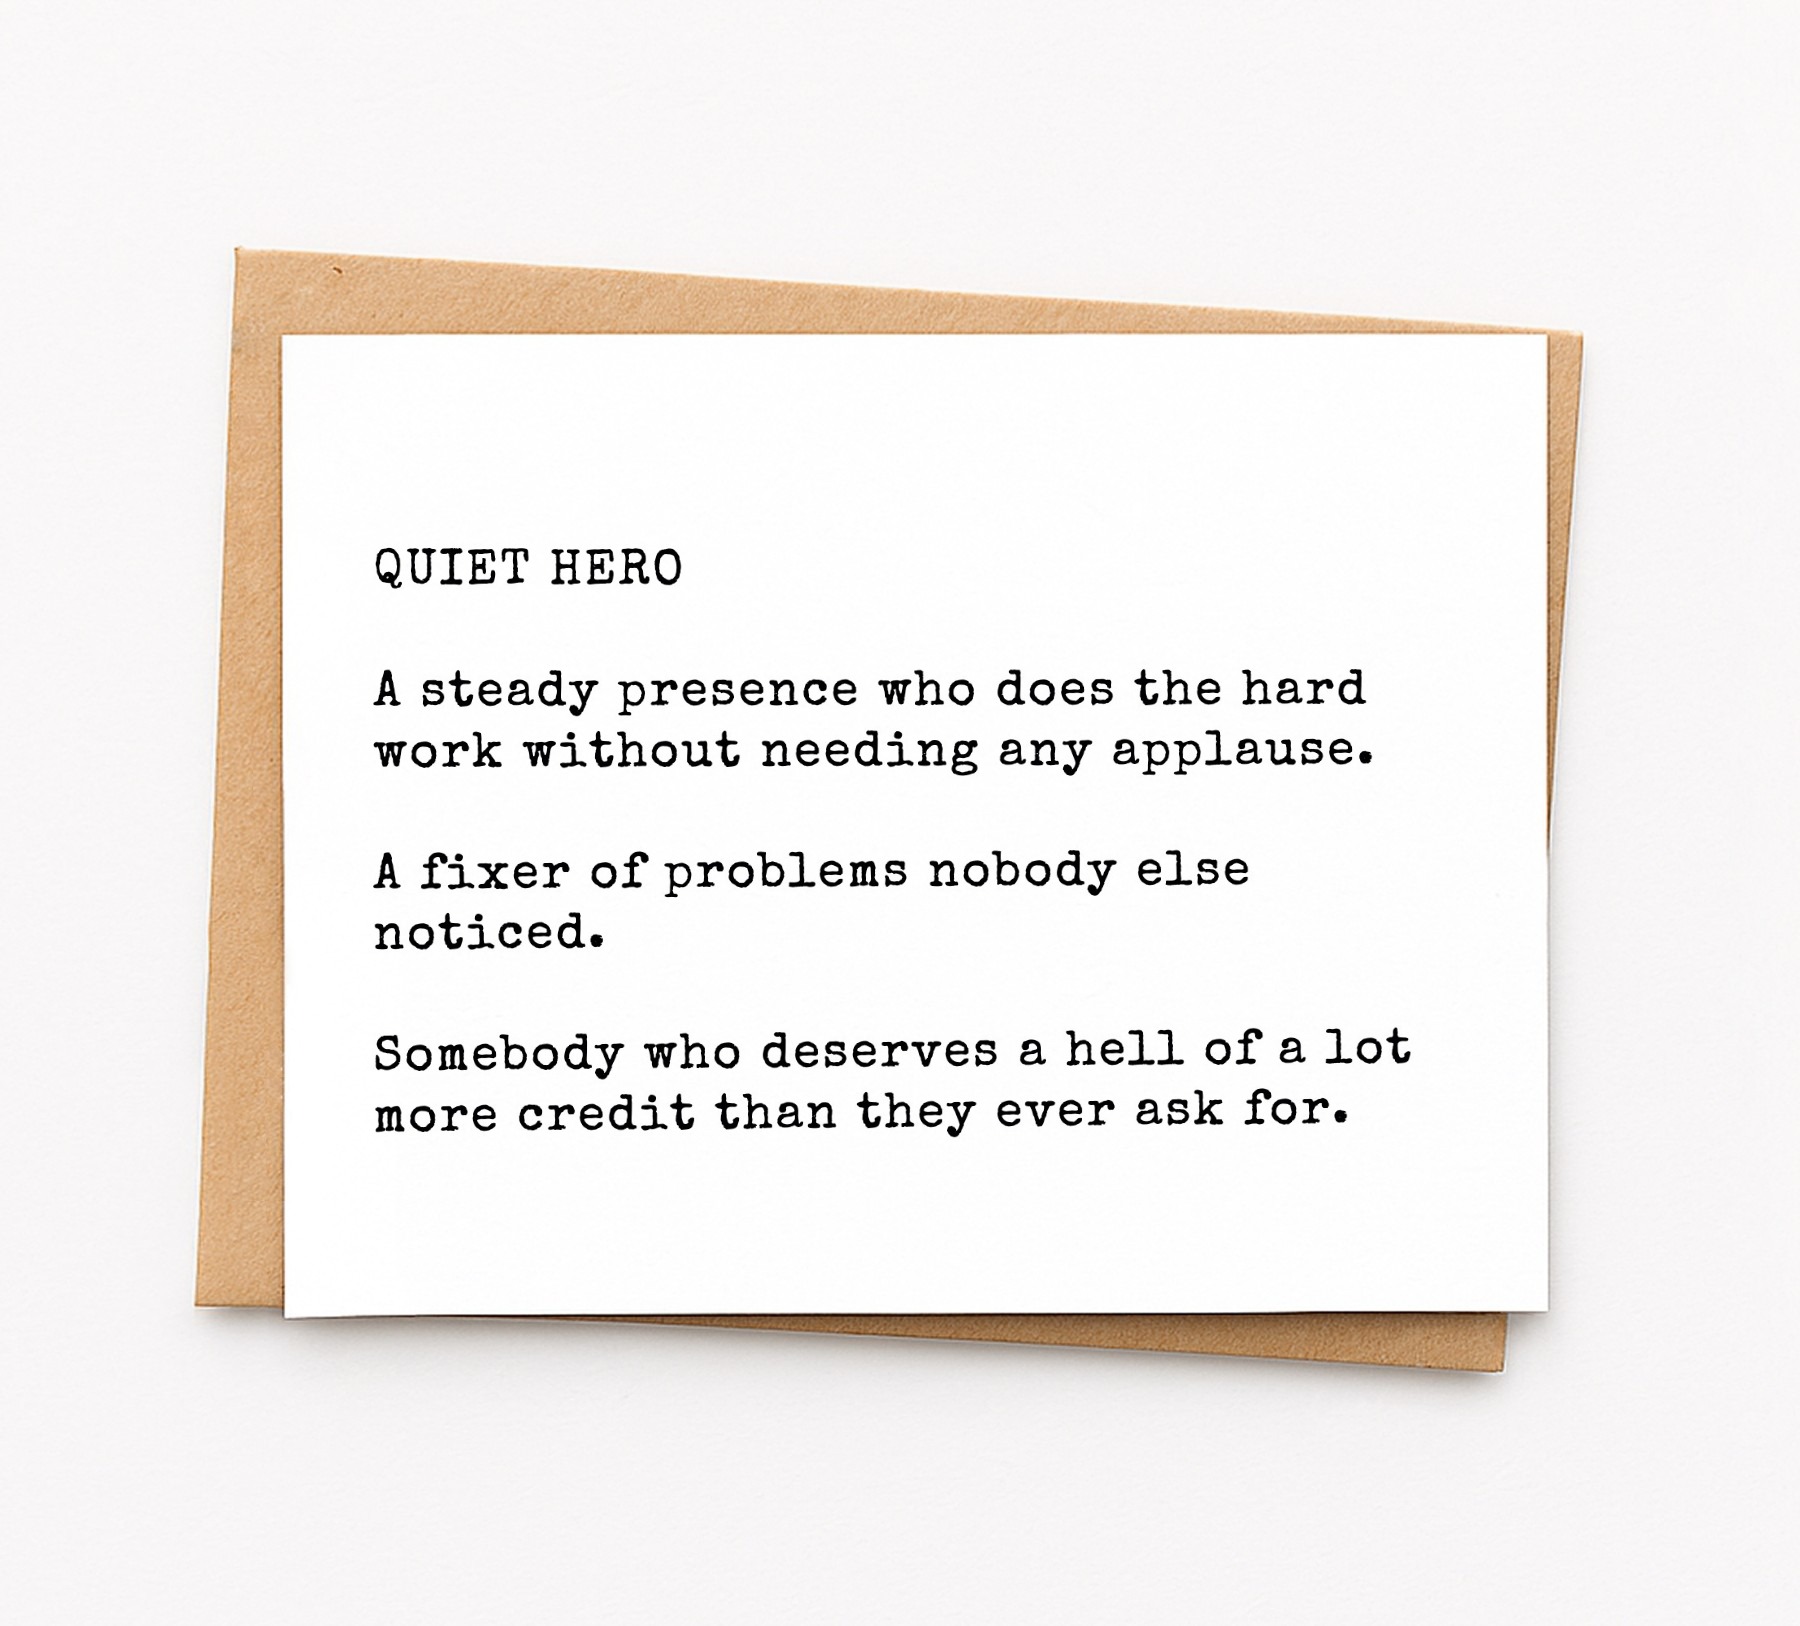 QUIET HERO
A steady presence who does the hard
work without needing any applause.
A fixer of problems nobody else
noticed.
Somebody who deserves a hell of a lot
more credit than they ever ask for.